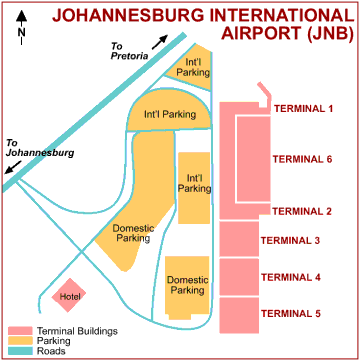 JOHANNESBURG INTERNATIONAL
AIRPORT (JNB)
N
To
Pretoria
Int'l
Parking
Int'l Parking
TERMINAL 1
To
Johannesburg
TERMINAL 6
Int'l
Parking
TERMINAL 2
Domestic
Parking
TERMINAL 3
TERMINAL 4
Domestic
Parking
Hotel
TERMINAL 5
Terminal Buildings
Parking
Roads